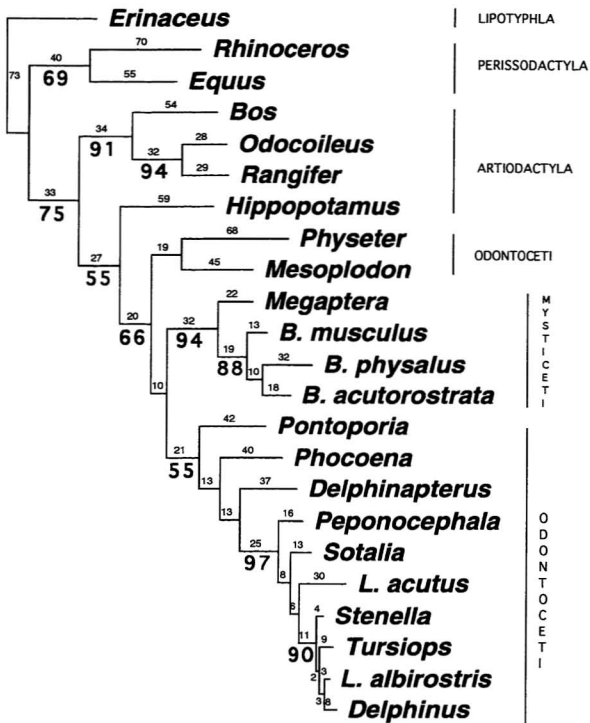 Erinaceus
LIPOTYPHLA
73
70
Rhinoceros
40
69
PERISSODACTYLA
55
Equus
54
Bos
34
91
28
Odocoileus
32
94
ARTIODACTYLA
29
Rangifer
33
75
59
Hippopotamus
68
Physeter
19
ODONTOCETI
27
55
45
Mesoplodon
22
Megaptera
20
66
32
94
13
B. musculus
19
88
MYSTICETI
32
B. physalus
10
10
18
B. acutorostrata
42
Pontoporia
21
55
40
Phocoena
13
37
Delphinapterus
13
16
Peponocephala
25
97
13
Sotalia
ODONTOCETI
8
30
L. acutus
6
4
Stenella
11
90
9
Tursiops
2
3
L. albirostris
3
8
Delphinus